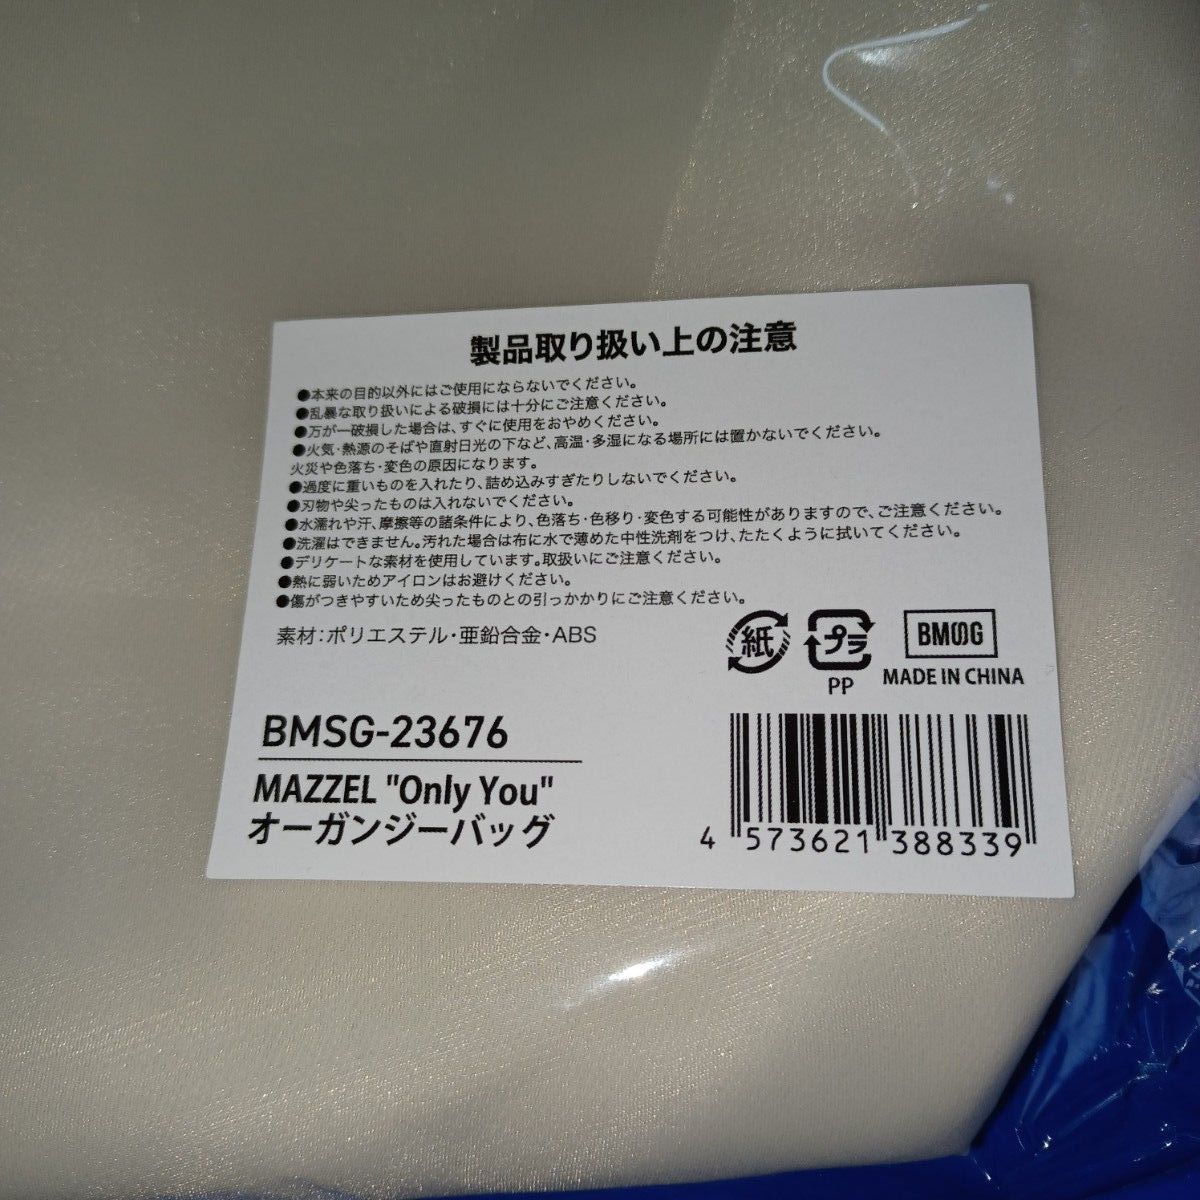 製品取り扱い上の注意
●本来の目的以外にはご使用にならないでください。
●乱暴な取り扱いによる破損には十分にご注意ください。
●万が一破損した場合は、すぐに使用をおやめください。
●火気・熱源のそばや直射日光の下など、高温・多湿になる場所には置かないでください。
火災や色落ち・変色の原因になります。
●過度に重いものを入れたり、詰め込みすぎたりしないでください。
●刃物や尖ったものは入れないでください。
●水濡れや汗、摩擦等の諸条件により、色落ち・色移り・変色する可能性がありますので、ご注意ください。
●洗濯はできません。汚れた場合は布に水で薄めた中性洗剤をつけ、たたくように拭いてください。
●デリケートな素材を使用しています。取扱いにご注意ください。
●熱に弱いためアイロンはお避けください。
●傷がつきやすいため尖ったものとの引っかかりにご注意ください。
素材：ポリエステル・亜鉛合金・ABS
紙
プラ
PP
BMSG
MADE IN CHINA
BMSG-23676
MAZZEL "Only You"
オーガンジーバッグ
4 573621 388339